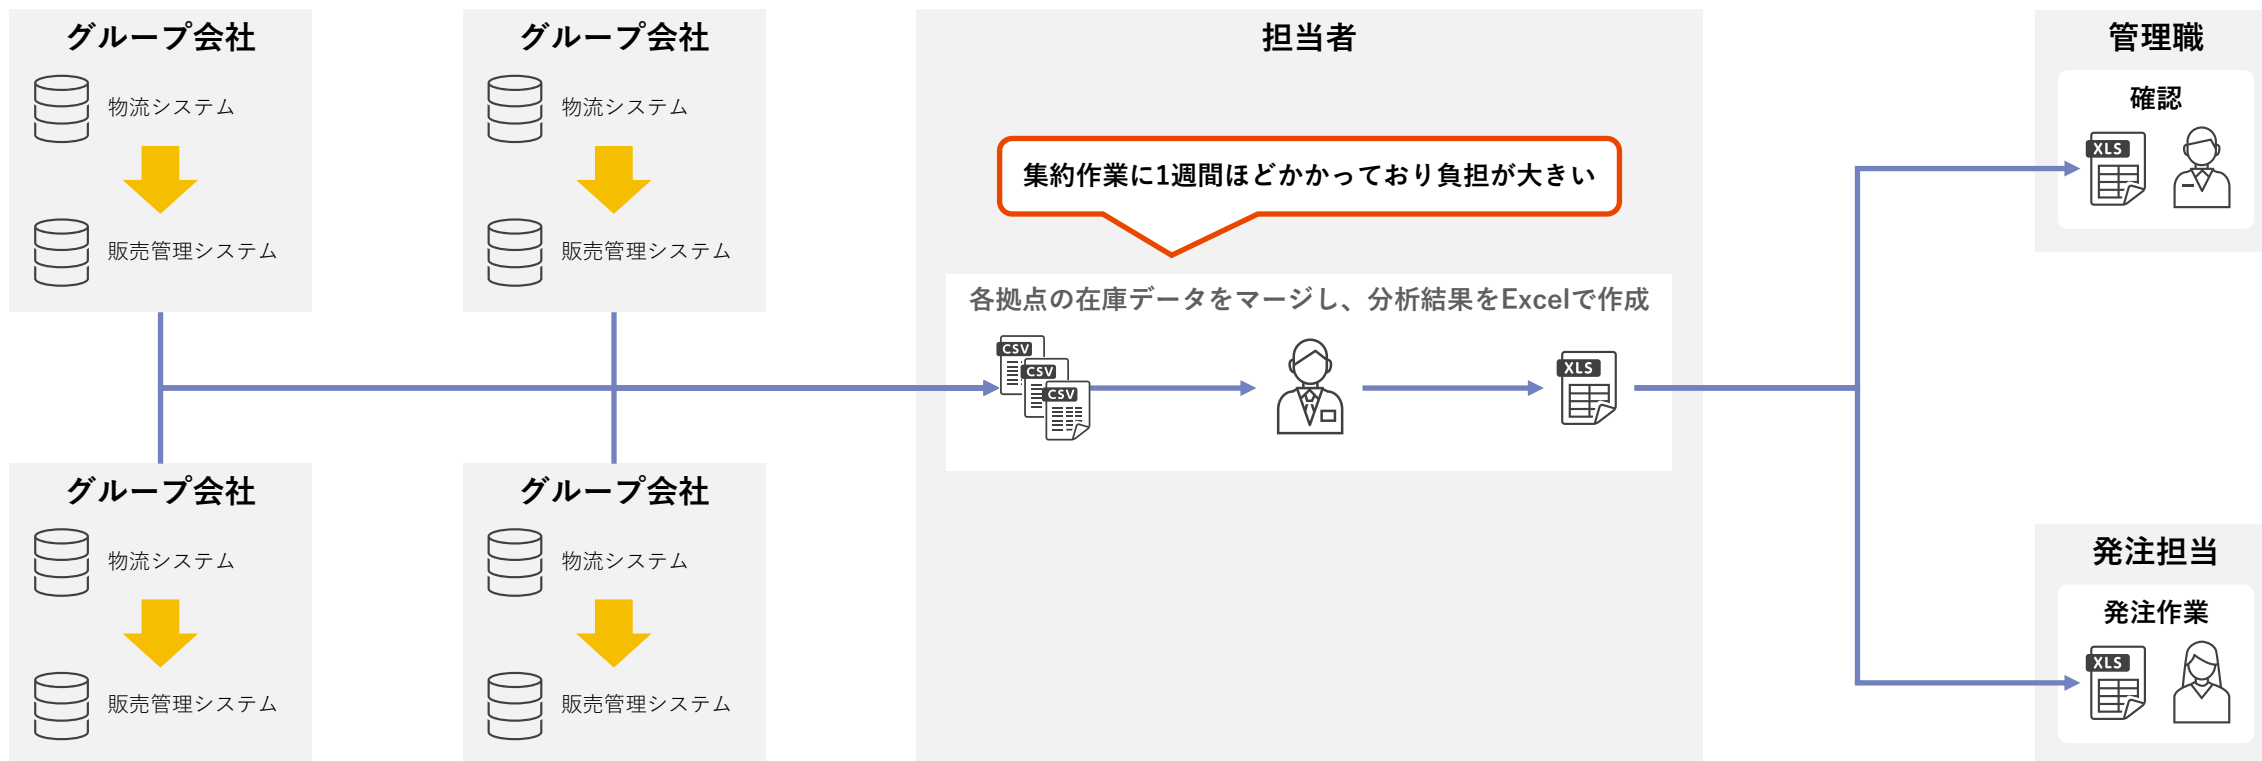 グループ会社
物流システム
販売管理システム
グループ会社
物流システム
販売管理システム
グループ会社
物流システム
販売管理システム
グループ会社
物流システム
販売管理システム
担当者
集約作業に1週間ほどかかっており負担が大きい
各拠点の在庫データをマージし、分析結果をExcelで作成
CSV
CSV
CSV
XLS
管理職
確認
XLS
発注担当
発注作業
XLS